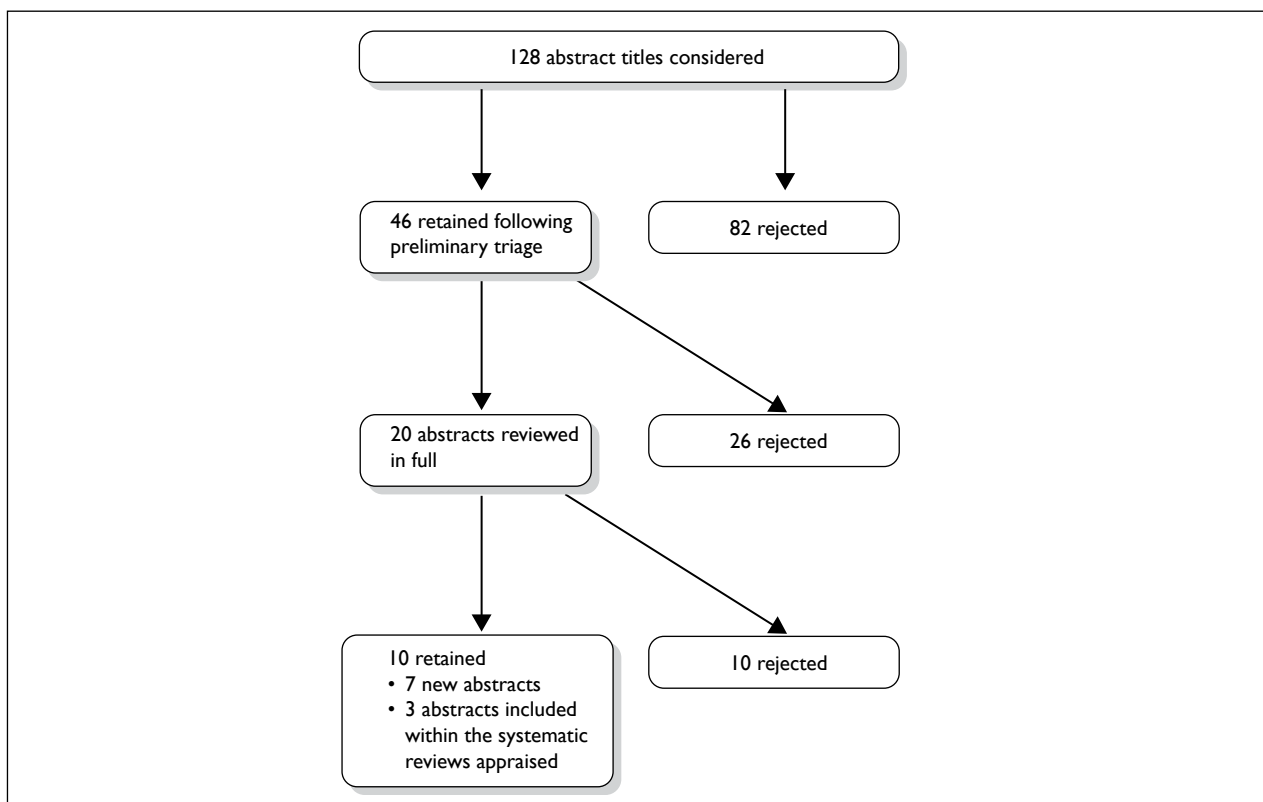 128 abstract titles considered
46 retained following
preliminary triage
82 rejected
20 abstracts reviewed
in full
26 rejected
10 retained
• 7 new abstracts
• 3 abstracts included
within the systematic
reviews appraised
10 rejected